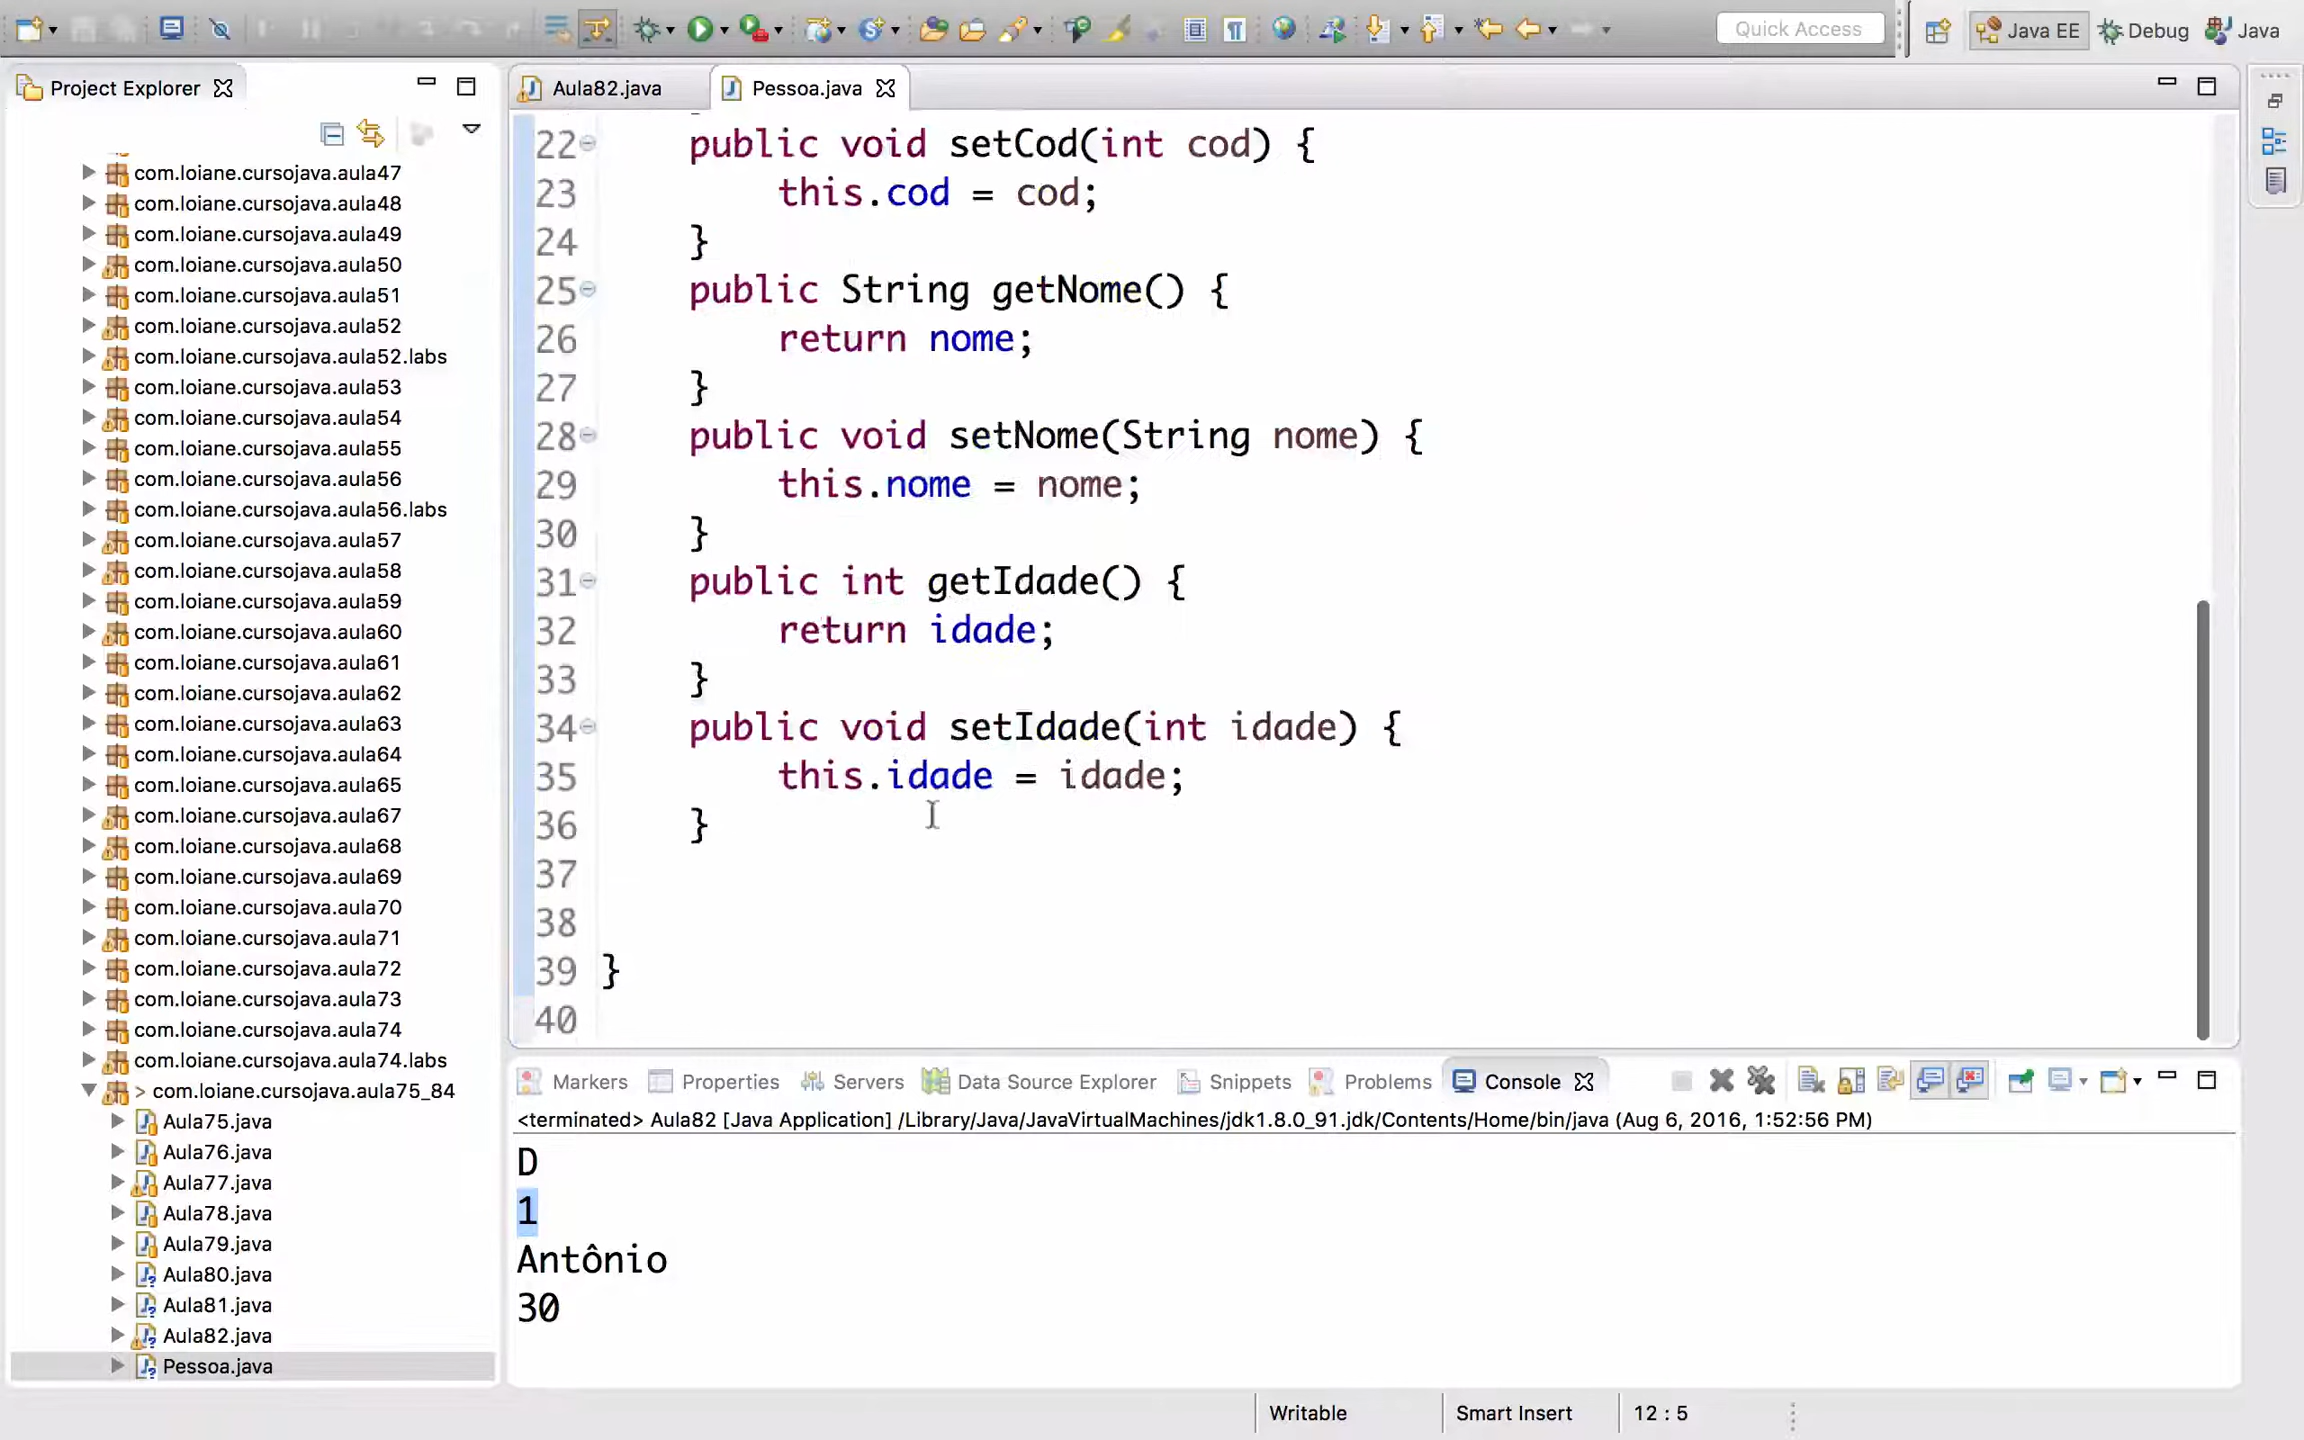 Quick Access
Java EE
Debug
Java
Project Explorer
Aula82.java
Pessoa.java
com.loiane.cursojava.aula47
com.loiane.cursojava.aula48
com.loiane.cursojava.aula49
com.loiane.cursojava.aula50
com.loiane.cursojava.aula51
com.loiane.cursojava.aula52
com.loiane.cursojava.aula52.labs
com.loiane.cursojava.aula53
com.loiane.cursojava.aula54
com.loiane.cursojava.aula55
com.loiane.cursojava.aula56
com.loiane.cursojava.aula56.labs
com.loiane.cursojava.aula57
com.loiane.cursojava.aula58
com.loiane.cursojava.aula59
com.loiane.cursojava.aula60
com.loiane.cursojava.aula61
com.loiane.cursojava.aula62
com.loiane.cursojava.aula63
com.loiane.cursojava.aula64
com.loiane.cursojava.aula65
com.loiane.cursojava.aula67
com.loiane.cursojava.aula68
com.loiane.cursojava.aula69
com.loiane.cursojava.aula70
com.loiane.cursojava.aula71
com.loiane.cursojava.aula72
com.loiane.cursojava.aula73
com.loiane.cursojava.aula74
com.loiane.cursojava.aula74.labs
> com.loiane.cursojava.aula75_84
Aula75.java
Aula76.java
Aula77.java
Aula78.java
Aula79.java
Aula80.java
Aula81.java
Aula82.java
Pessoa.java
22 public void setCod(int cod) {
23 this.cod = cod;
24 }
25 public String getNome() {
26 return nome;
27 }
28 public void setNome(String nome) {
29 this.nome = nome;
30 }
31 public int getIdade() {
32 return idade;
33 }
34 public void setIdade(int idade) {
35 this.idade = idade;
36 }
37
38
39 }
40
Markers
Properties
Servers
Data Source Explorer
Snippets
Problems
Console
<terminated> Aula82 [Java Application] /Library/Java/JavaVirtualMachines/jdk1.8.0_91.jdk/Contents/Home/bin/java (Aug 6, 2016, 1:52:56 PM)
D
1
Antônio
30
Writable
Smart Insert
12 : 5